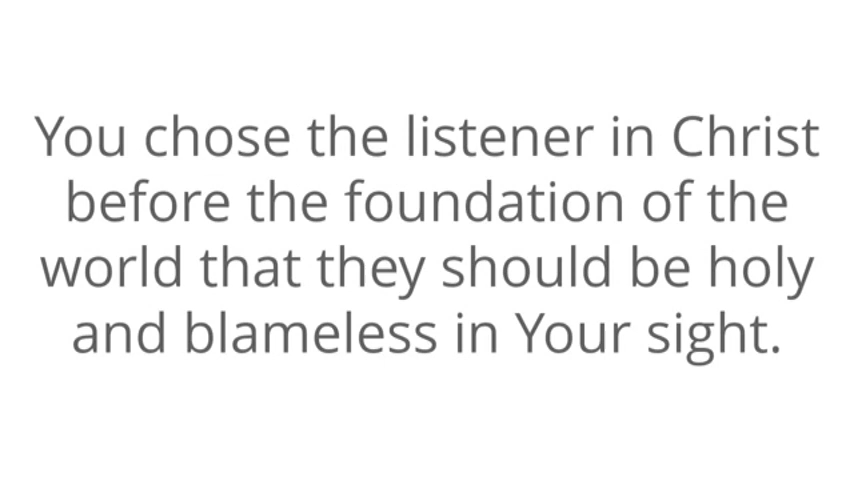 You chose the listener in Christ
before the foundation of the
world that they should be holy
and blameless in Your sight.